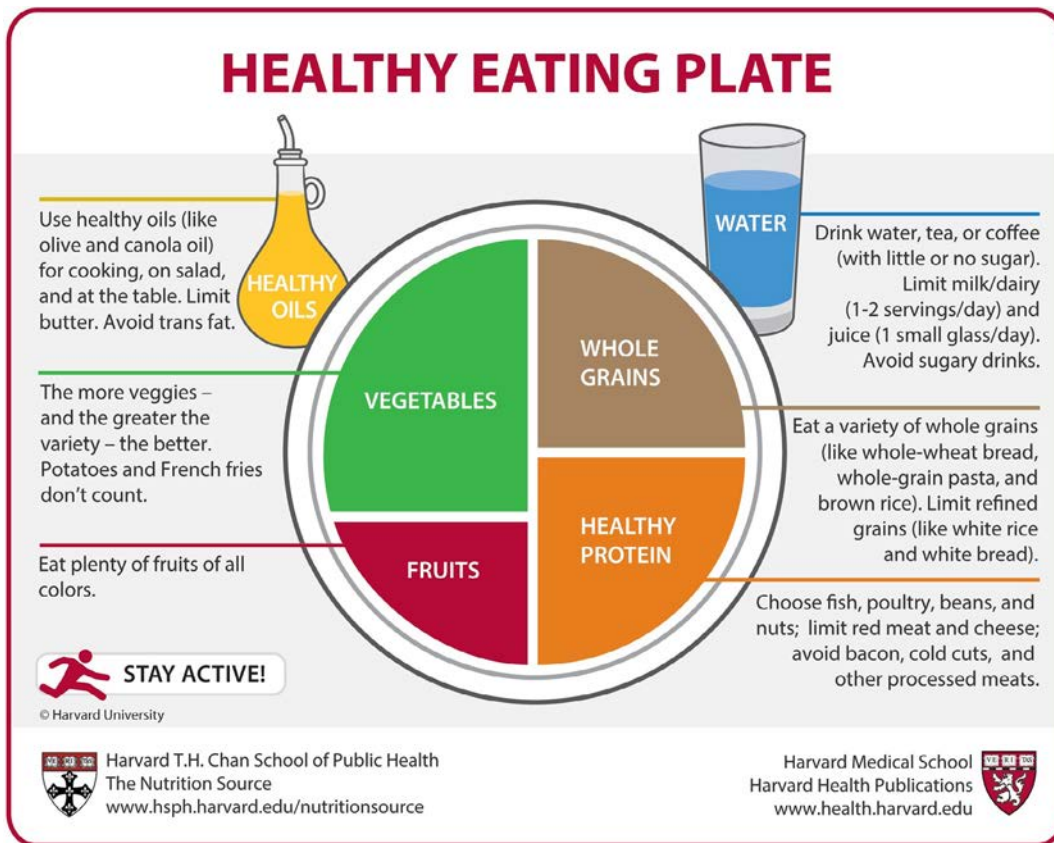 HEALTHY EATING PLATE
Use healthy oils (like
olive and canola oil)
for cooking, on salad,
and at the table. Limit
butter. Avoid trans fat.
HEALTHY
OILS
The more veggies –
and the greater the
variety – the better.
Potatoes and French fries
don’t count.
Eat plenty of fruits of all
colors.
VEGETABLES
FRUITS
WHOLE
GRAINS
HEALTHY
PROTEIN
WATER
Drink water, tea, or coffee
(with little or no sugar).
Limit milk/dairy
(1-2 servings/day) and
juice (1 small glass/day).
Avoid sugary drinks.
Eat a variety of whole grains
(like whole-wheat bread,
whole-grain pasta, and
brown rice). Limit refined
grains (like white rice
and white bread).
Choose fish, poultry, beans, and
nuts; limit red meat and cheese;
avoid bacon, cold cuts, and
other processed meats.
STAY ACTIVE!
© Harvard University
Harvard T.H. Chan School of Public Health
The Nutrition Source
www.hsph.harvard.edu/nutritionsource
Harvard Medical School
Harvard Health Publications
www.health.harvard.edu
VE RI TAS